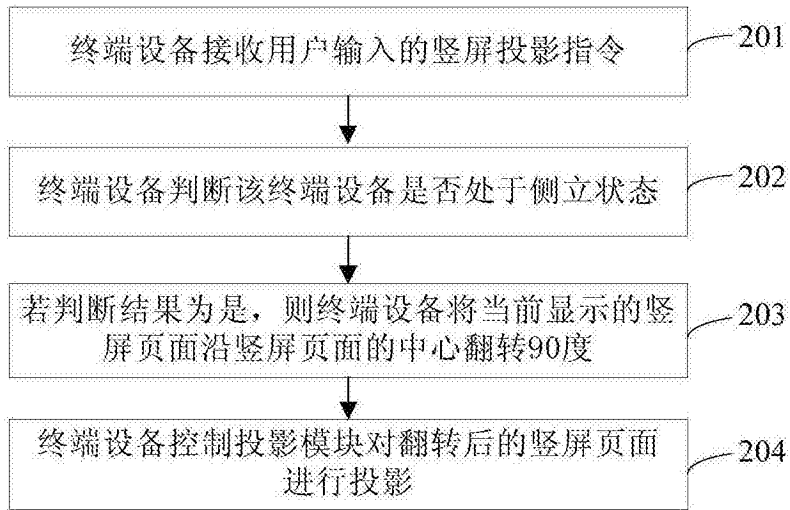 终端设备接收用户输入的竖屏投影指令
201
终端设备判断该终端设备是否处于侧立状态
202
若判断结果为是，则终端设备将当前显示的竖
屏页面沿竖屏页面的中心翻转90度
203
终端设备控制投影模块对翻转后的竖屏页面
进行投影
204